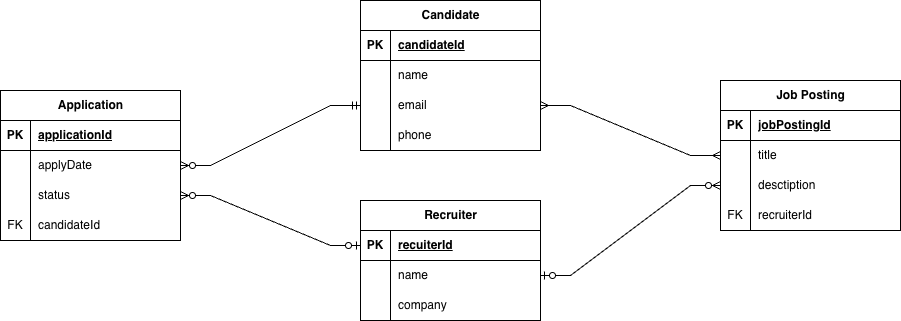 Candidate
PK candidateId
name
email
phone
Application
PK applicationId
applyDate
status
FK candidateId
Job Posting
PK jobPostingId
title
desctiption
FK recruiterId
Recruiter
PK recuiterId
name
company